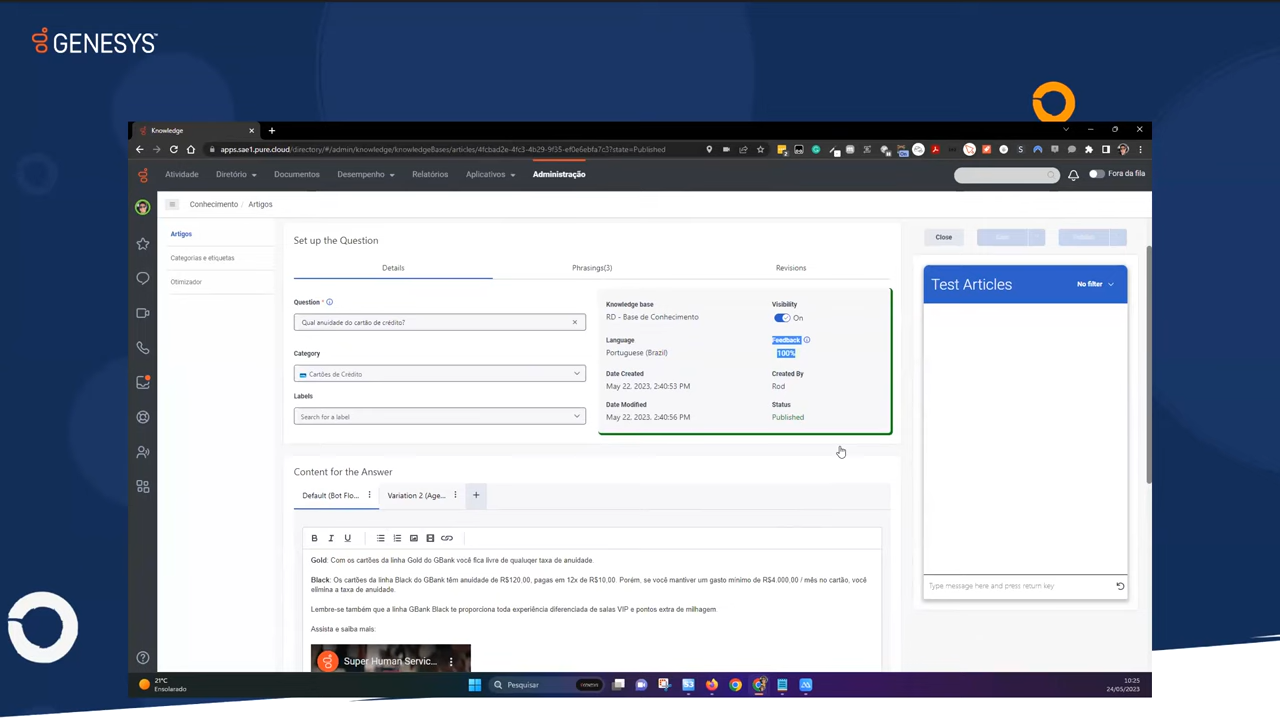 GENESYS
Knowledge
apps.sae1.pure.cloud/directory/#/admin/knowledge/knowledgeBases/articles/4fcbad2e-4fc3-4b29-9f35-ef0e6ebfa7c3?state=Published
Atividade Diretório Documentos Desempenho Relatórios Aplicativos Administração Fora da fila
Conhecimento / Artigos
Artigos
Categorias e etiquetas
Otimizador
Set up the Question
Close
Details Phrasings(3) Revisions
Test Articles No filter
Question *
Qual anuidade do cartão de crédito?
Category
Cartões de Crédito
Labels
Search for a label
Knowledge base
RD - Base de Conhecimento
Visibility
On
Language
Portuguese (Brazil)
Feedback
100%
Date Created
May 22, 2023, 2:40:53 PM
Created By
Rod
Date Modified
May 22, 2023, 2:40:56 PM
Status
Published
Content for the Answer
Default (Bot Flo... Variation 2 (Age... +
B I U
Gold: Com os cartões da linha Gold do GBank você fica livre de qualuqer taxa de anuidade.
Black: Os cartões da linha Black do GBank têm anuidade de R$120,00, pagas em 12x de R$10,00. Porém, se você mantiver um gasto mínimo de R$4.000,00 / mês no cartão, você
elimina a taxa de anuidade.
Lembre-se também que a linha GBank Black te proporciona toda experiência diferenciada de salas VIP e pontos extra de milhagem.
Assista e saiba mais:
Super Human Servic...
Type message here and press return key
21°C
Ensolarado
Pesquisar
10:25
24/05/2023